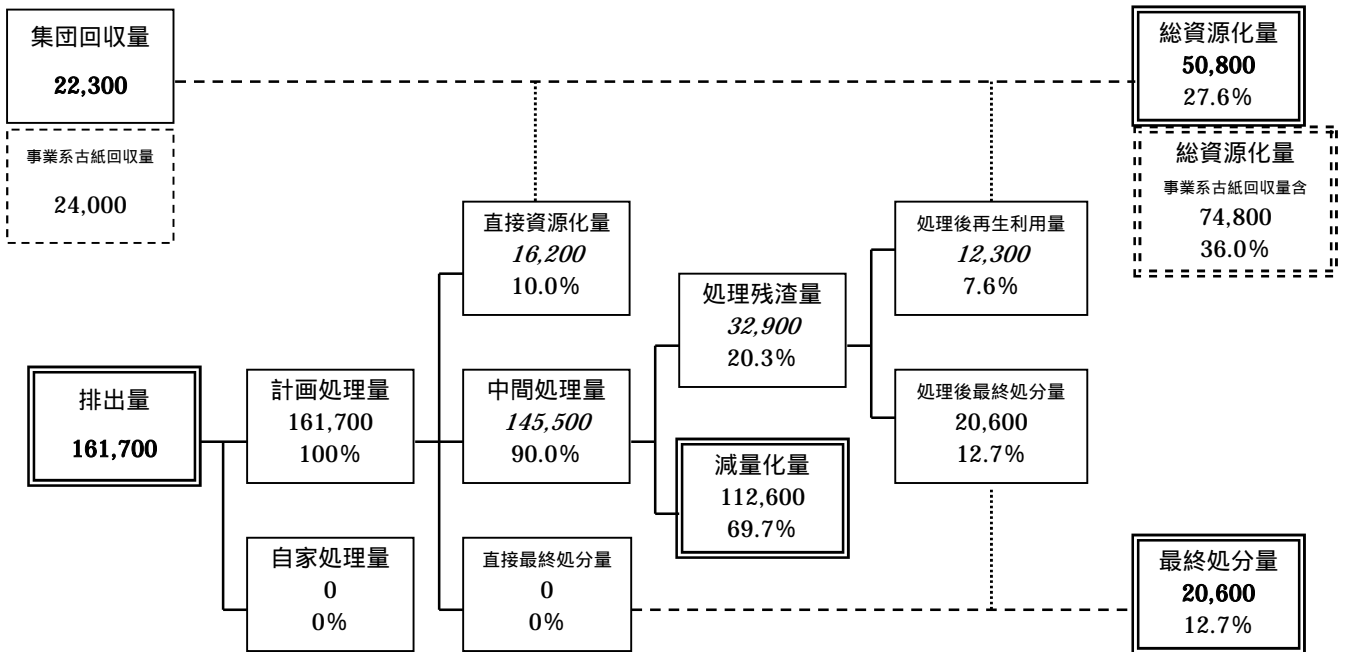 集団回収量
22,300
事業系古紙回収量
24,000
総資源化量
50,800
27.6%
総資源化量
事業系古紙回収量含
74,800
36.0%
直接資源化量
16,200
10.0%
処理後再生利用量
12,300
7.6%
処理残渣量
32,900
20.3%
排出量
161,700
計画処理量
161,700
100%
中間処理量
145,500
90.0%
処理後最終処分量
20,600
12.7%
減量化量
112,600
69.7%
自家処理量
0
0%
直接最終処分量
0
0%
最終処分量
20,600
12.7%